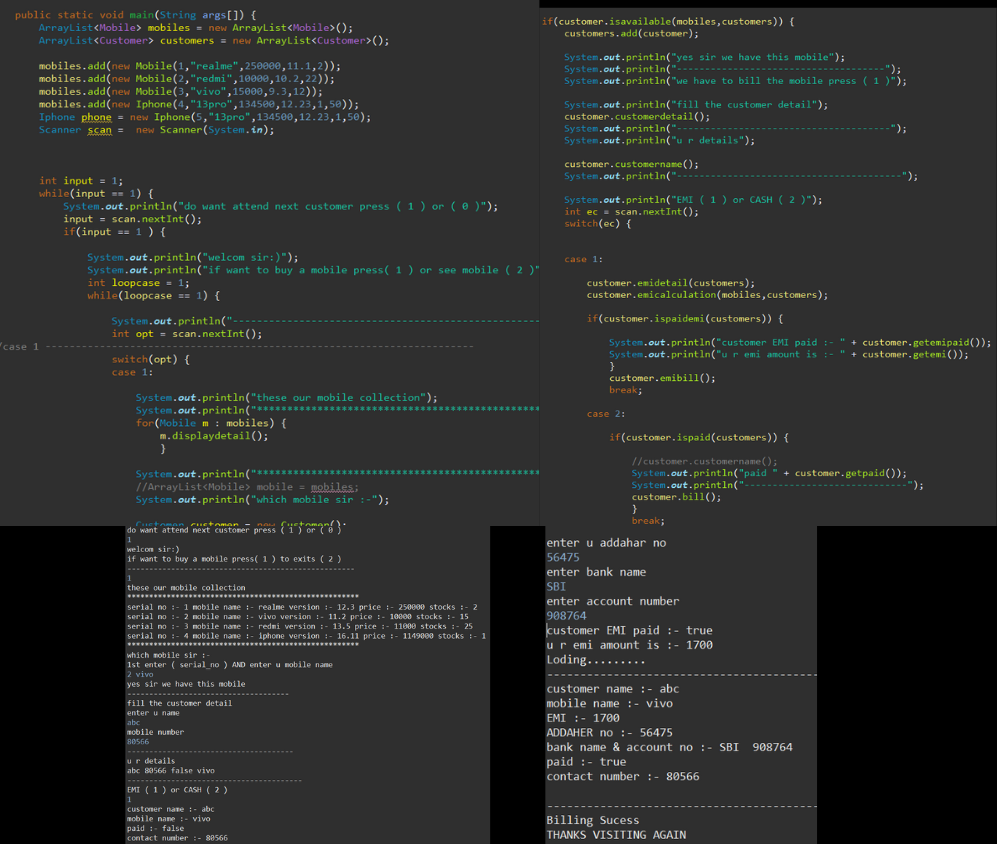 public static void main(String args[]) {
ArrayList<Mobile> mobiles = new ArrayList<Mobile>();
ArrayList<Customer> customers = new ArrayList<Customer>();
mobiles.add(new Mobile(1,"realme",250000,11.1,2));
mobiles.add(new Mobile(2,"redmi",10000,10.2,22));
mobiles.add(new Mobile(3,"vivo",15000,9.3,12));
mobiles.add(new Iphone(4,"13pro",134500,12.23,1,50));
Iphone phone = new Iphone(5,"13pro",134500,12.23,1,50);
Scanner scan =  new Scanner(System.in);
int input = 1;
while(input == 1) {
System.out.println("do want attend next customer press ( 1 ) or ( 0 )");
input = scan.nextInt();
if(input == 1 ) {
System.out.println("welcom sir:)");
System.out.println("if want to buy a mobile press( 1 ) or see mobile ( 2 )"
int loopcase = 1;
while(loopcase == 1) {
System.out.println("---------------------------------------------------
int opt = scan.nextInt();
/case 1 -----------------------------------------------------------------------
switch(opt) {
case 1:
System.out.println("these our mobile collection");
System.out.println("***********************************************
for(Mobile m : mobiles) {
m.displaydetail();
}
System.out.println("***********************************************
//ArrayList<Mobile> mobile = mobiles;
System.out.println("which mobile sir :-");
Customer customer = new Customer();
if(customer.isavailable(mobiles,customers)) {
customers.add(customer);
System.out.println("yes sir we have this mobile");
System.out.println("-----------------------------------");
System.out.println("we have to bill the mobile press ( 1 )");
System.out.println("fill the customer detail");
customer.customerdetail();
System.out.println("------------------------------------");
System.out.println("u r details");
customer.customername();
System.out.println("--------------------------------------");
System.out.println("EMI ( 1 ) or CASH ( 2 )");
int ec = scan.nextInt();
switch(ec) {
case 1:
customer.emidetail(customers);
customer.emicalculation(mobiles,customers);
if(customer.ispaidemi(customers)) {
System.out.println("customer EMI paid :- " + customer.getemipaid());
System.out.println("u r emi amount is :- " + customer.getemi());
}
customer.emibill();
break;
case 2:
if(customer.ispaid(customers)) {
//customer.customername();
System.out.println("paid " + customer.getpaid());
System.out.println("---------------------------");
customer.bill();
}
break;
do want attend next customer press ( 1 ) or ( 0 )
1
welcom sir:)
if want to buy a mobile press( 1 ) to exits ( 2 )
----------------------------------------------------
1
these our mobile collection
*****************************************************
serial no :- 1 mobile name :- realme version :- 12.3 price :- 250000 stocks :- 2
serial no :- 2 mobile name :- vivo version :- 11.2 price :- 10000 stocks :- 15
serial no :- 3 mobile name :- redmi version :- 13.5 price :- 11000 stocks :- 25
serial no :- 4 mobile name :- iphone version :- 16.11 price :- 1149000 stocks :- 1
*****************************************************
which mobile sir :-
1st enter ( serial_no ) AND enter u mobile name
2 vivo
yes sir we have this mobile
-------------------------------------
fill the customer detail
enter u name
abc
mobile number
80566
--------------------------------------
u r details
abc 80566 false vivo
----------------------------------------
EMI ( 1 ) or CASH ( 2 )
1
customer name :- abc
mobile name :- vivo
paid :- false
contact number :- 80566
enter u addahar no
56475
enter bank name
SBI
enter account number
908764
customer EMI paid :- true
u r emi amount is :- 1700
Loding.........
-----------------------------------------
customer name :- abc
mobile name :- vivo
EMI :- 1700
ADDAHER no :- 56475
bank name & account no :- SBI  908764
paid :- true
contact number :- 80566
-----------------------------------------
Billing Sucess
THANKS VISITING AGAIN